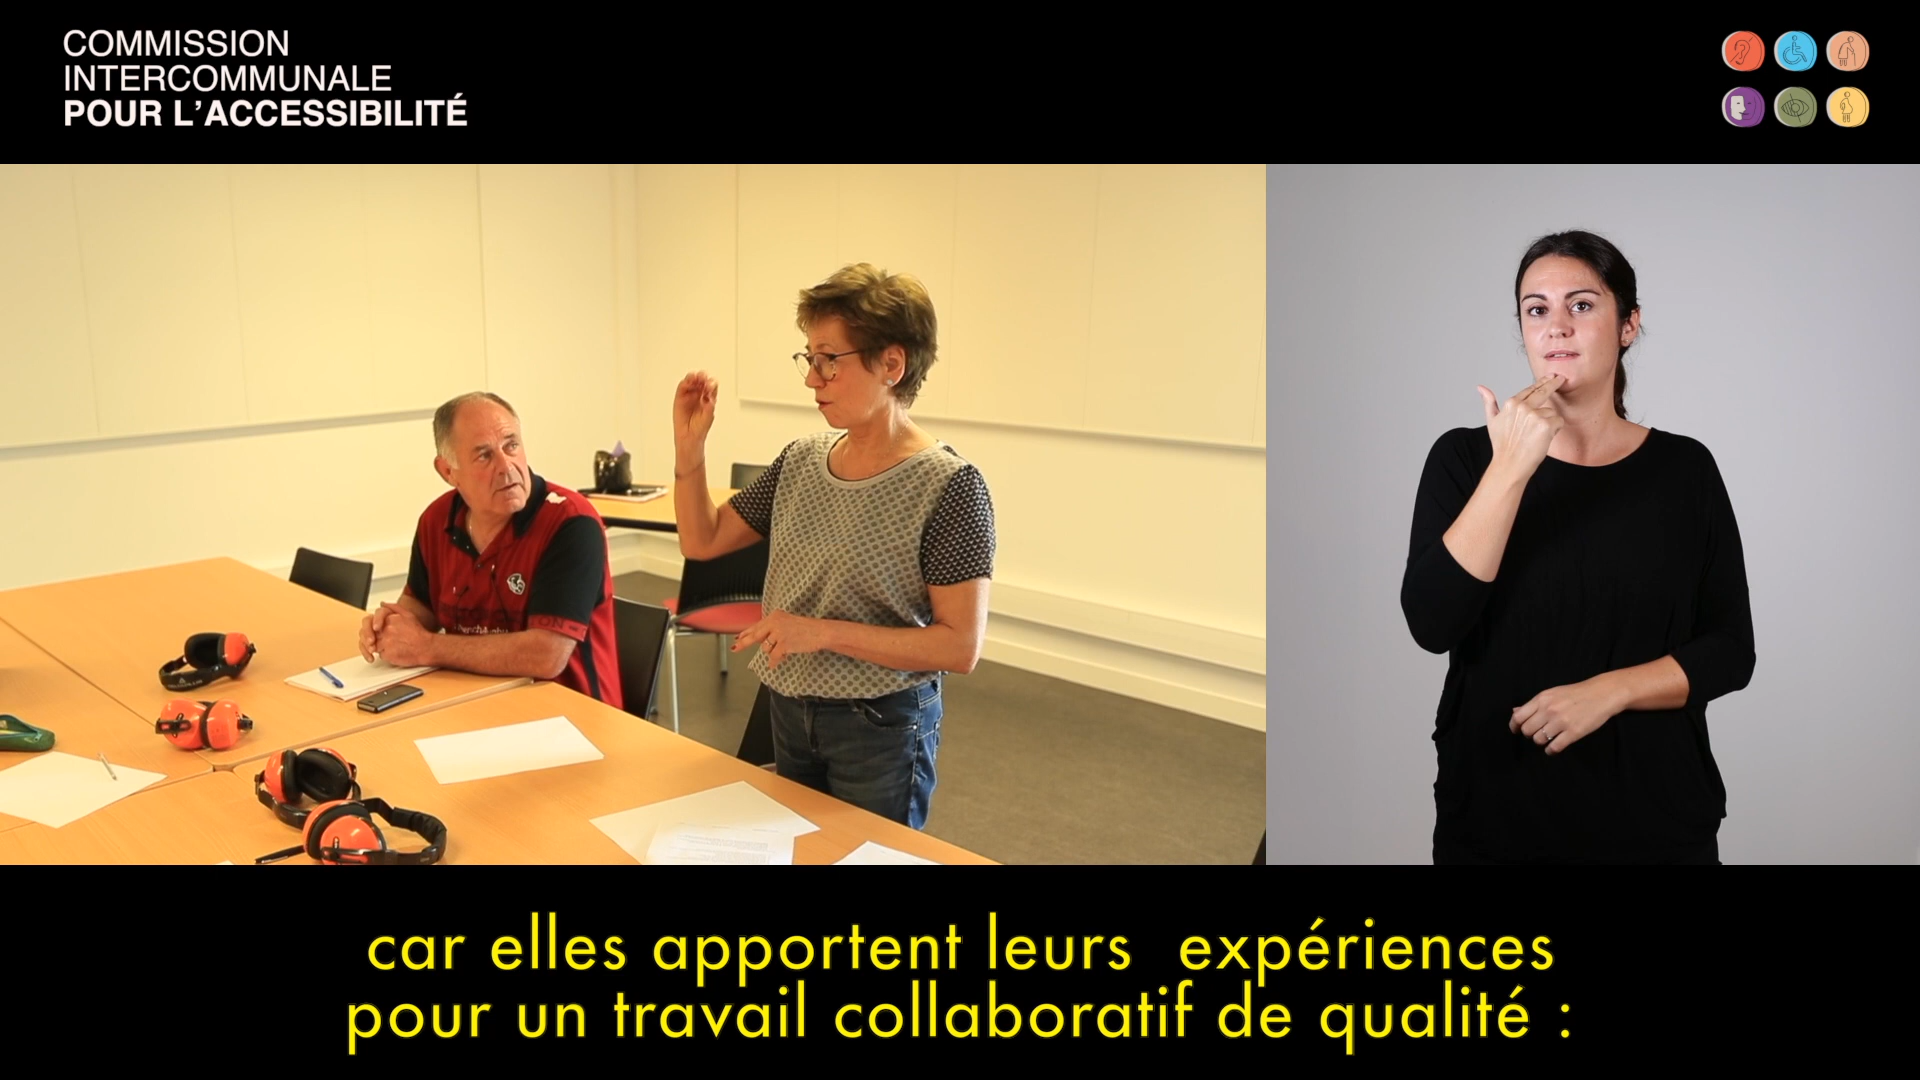 COMMISSION
INTERCOMMUNALE
POUR L'ACCESSIBILITÉ
car elles apportent leurs expériences
pour un travail collaboratif de qualité :